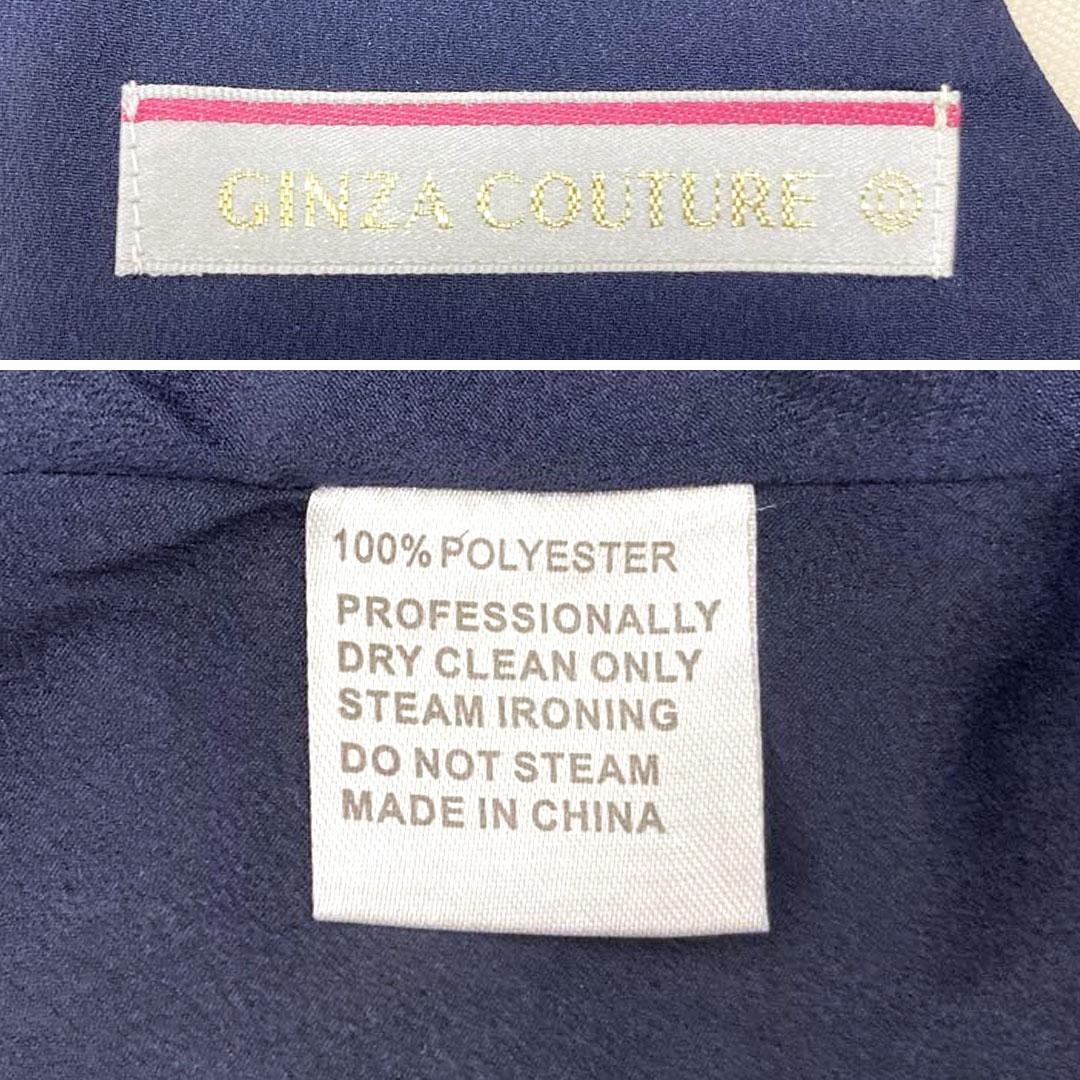 GINZA COUTURE
100% POLYESTER
PROFESSIONALLY
DRY CLEAN ONLY
STEAM IRONING
DO NOT STEAM
MADE IN CHINA